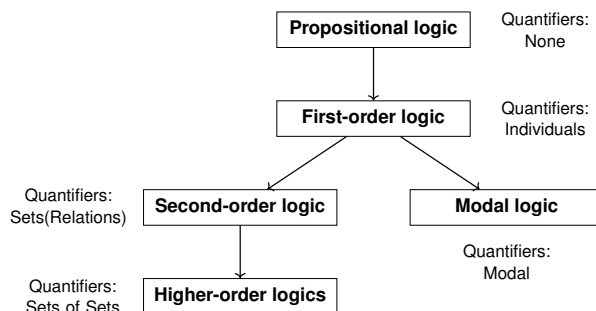 Propositional logic
Quantifiers:
None
First-order logic
Quantifiers:
Individuals
Quantifiers:
Sets(Relations)
Second-order logic
Modal logic
Quantifiers:
Modal
Quantifiers:
Sets of Sets
Higher-order logics